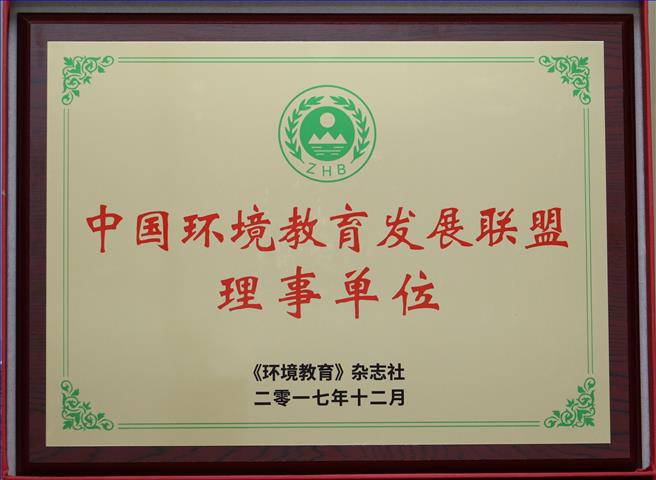 ZHB
中国环境教育发展联盟
理事单位
《环境教育》杂志社
二零一七年十二月